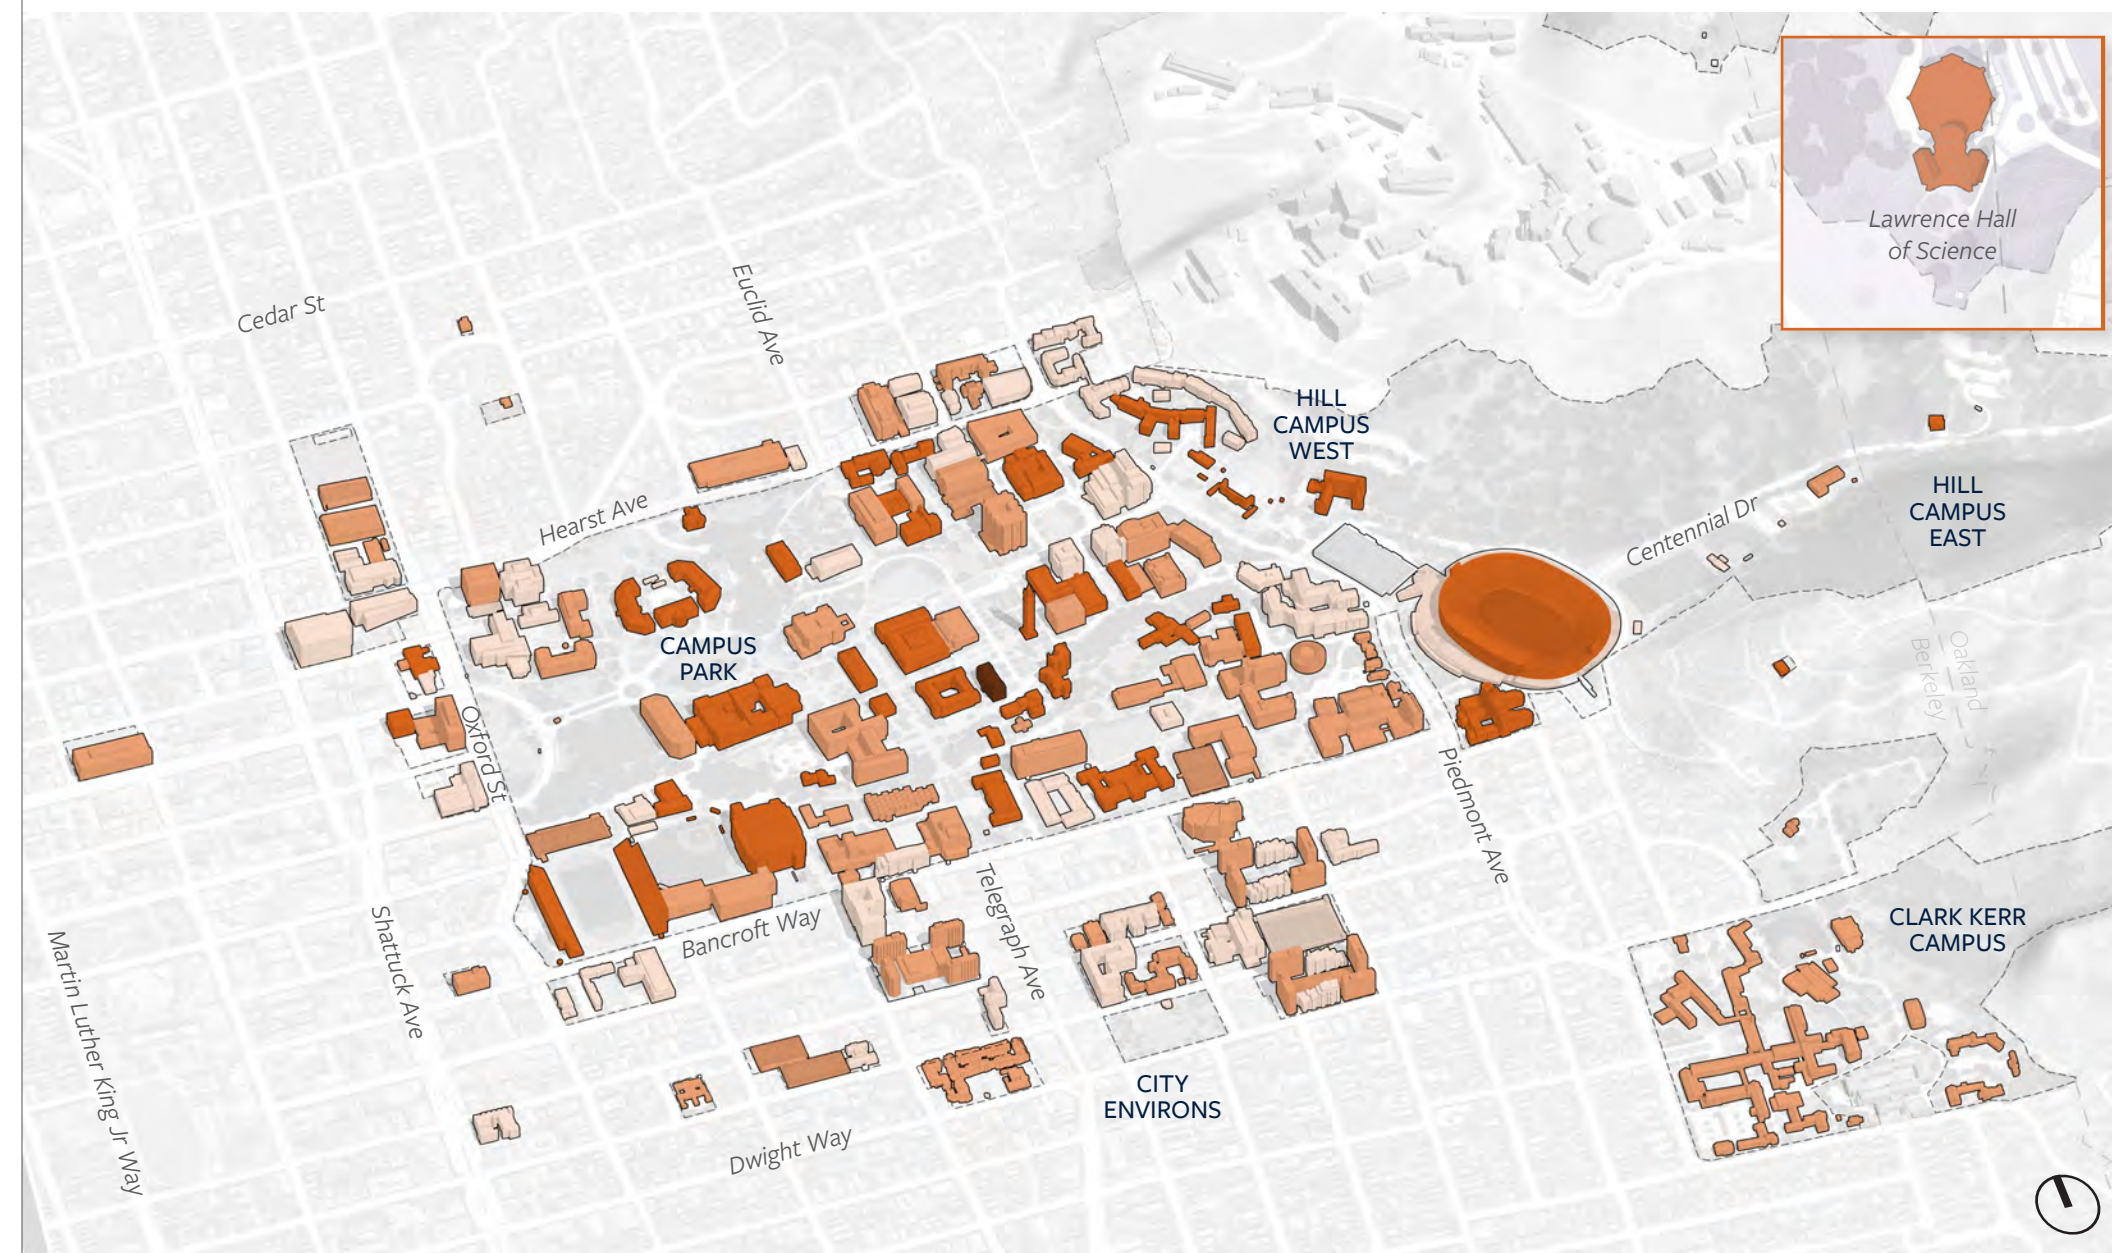 Lawrence Hall
of Science
Cedar St
Euclid Ave
HILL
CAMPUS
WEST
Hearst Ave
Centennial Dr
HILL
CAMPUS
EAST
CAMPUS
PARK
Oakland
Berkeley
Oxford St
Piedmont Ave
Telegraph Ave
Bancroft Way
Shattuck Ave
Martin Luther King Jr Way
CLARK KERR
CAMPUS
CITY
ENVIRONS
Dwight Way